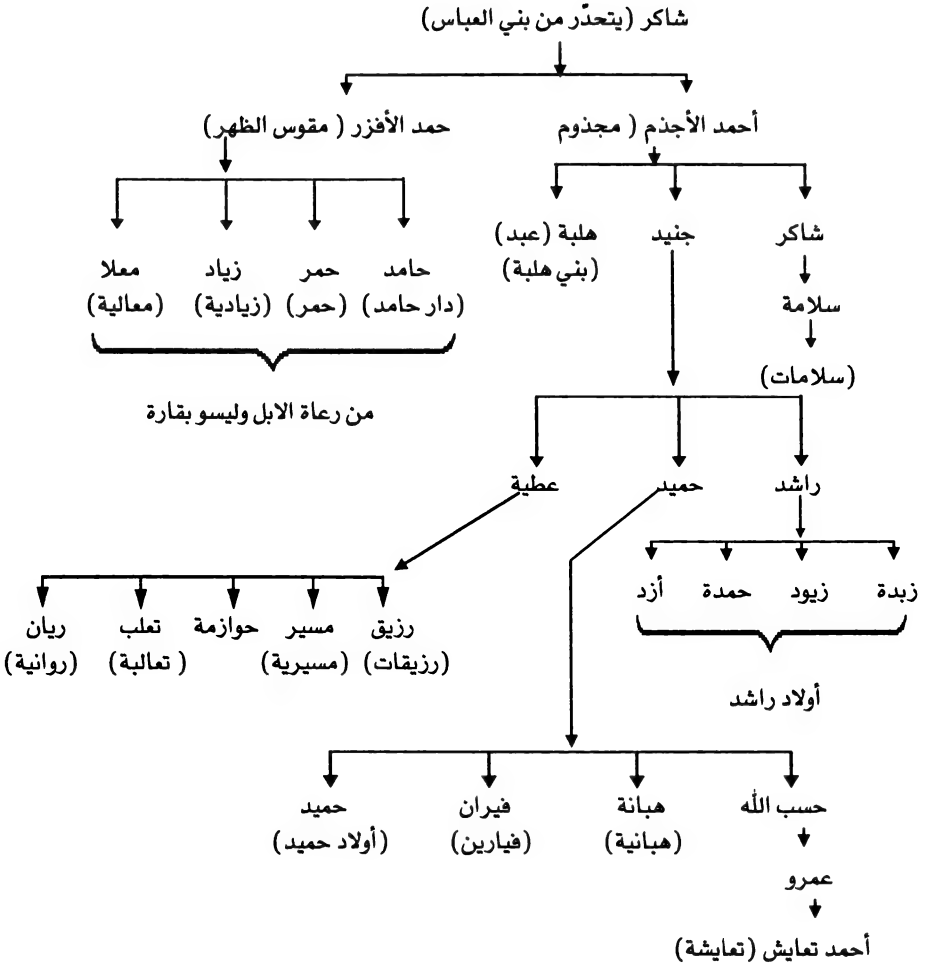 شاكر (يتحدّر من بني العباس)
أحمد الأجذم ( مجذوم
حمد الأفزر ( مقوس الظهر)
شاكر
جنيد
هلبة (عبد)
(بني هلبة)
سلامة
(سلامات)
حامد
حمر
زياد
معلا
(دار حامد)
(حمر)
(زيادية)
(معالية)
من رعاة الابل وليسو بقارة
راشد
حميد
عطية
زبدة
زيود
حمدة
أزد
أولاد راشد
رزيق
مسير
حوازمة
تعلب
ريان
(رزيقات)
(مسيرية)
( تعالبة)
(روانية)
حسب الله
هبانة
فيران
حميد
(هبانية)
(فيارين)
(أولاد حميد)
عمرو
أحمد تعايش (تعايشة)